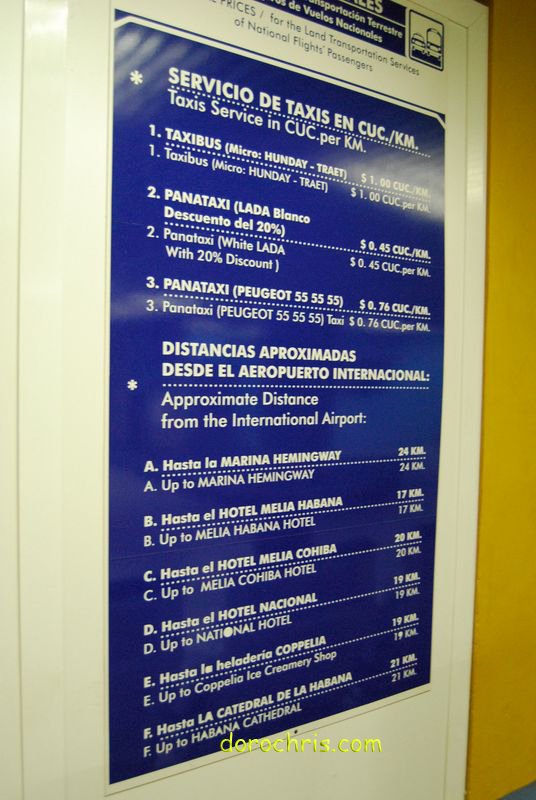 Transportación Terrestre
os de Vuelos Nacionales
PRICES / for the Land Transportation Services
of National Flights' Passengers
* SERVICIO DE TAXIS EN CUC./KM.
Taxis Service in CUC.per KM.
1. TAXIBUS (Micro: HUNDAY - TRAET) $ 1. 00 CUC./KM.
1. Taxibus (Micro: HUNDAY - TRAET) $ 1. 00 CUC.per KM.
2. PANATAXI (LADA Blanco
Descuento del 20%) $ 0. 45 CUC./KM.
2. Panataxi (White LADA
With 20% Discount ) $ 0. 45 CUC.per KM.
3. PANATAXI (PEUGEOT 55 55 55) $ 0. 76 CUC./KM.
3. Panataxi (PEUGEOT 55 55 55) Taxi $ 0. 76 CUC.per KM.
DISTANCIAS APROXIMADAS
* DESDE EL AEROPUERTO INTERNACIONAL:
Approximate Distance
from the International Airport:
A. Hasta la MARINA HEMINGWAY 24 KM.
A. Up to MARINA HEMINGWAY 24 KM.
B. Hasta el HOTEL MELIA HABANA 17 KM.
B. Up to MELIA HABANA HOTEL 17 KM.
C. Hasta el HOTEL MELIA COHIBA 20 KM.
C. Up to MELIA COHIBA HOTEL 20 KM.
D. Hasta el HOTEL NACIONAL 19 KM.
D. Up to NATIONAL HOTEL 19 KM.
E. Hasta la heladería COPPELIA 19 KM.
E. Up to Coppelia Ice Creamery Shop 19 KM.
F. Hasta LA CATEDRAL DE LA HABANA 21 KM.
F. Up to HABANA CATHEDRAL 21 KM.
dorochris.com